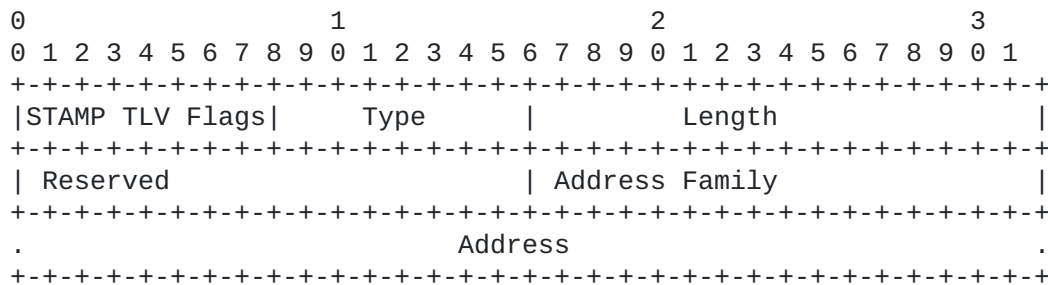 0                   1                   2                   3
0 1 2 3 4 5 6 7 8 9 0 1 2 3 4 5 6 7 8 9 0 1 2 3 4 5 6 7 8 9 0 1
+-+-+-+-+-+-+-+-+-+-+-+-+-+-+-+-+-+-+-+-+-+-+-+-+-+-+-+-+-+-+-+-+
|STAMP TLV Flags|     Type      |         Length                |
+-+-+-+-+-+-+-+-+-+-+-+-+-+-+-+-+-+-+-+-+-+-+-+-+-+-+-+-+-+-+-+-+
| Reserved                      | Address Family                |
+-+-+-+-+-+-+-+-+-+-+-+-+-+-+-+-+-+-+-+-+-+-+-+-+-+-+-+-+-+-+-+-+
.                           Address                             .
+-+-+-+-+-+-+-+-+-+-+-+-+-+-+-+-+-+-+-+-+-+-+-+-+-+-+-+-+-+-+-+-+